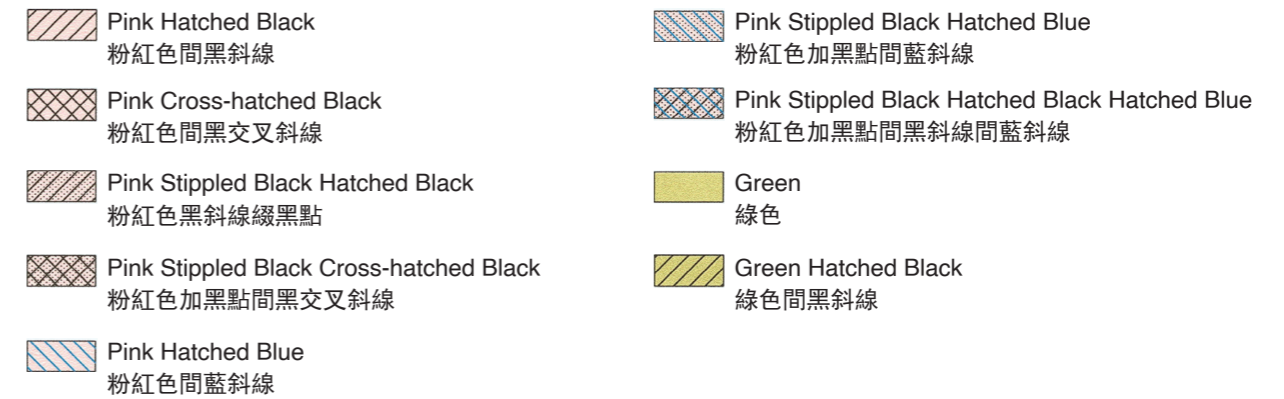 Pink Hatched Black
粉紅色間黑斜線
Pink Cross-hatched Black
粉紅色間黑交叉斜線
Pink Stippled Black Hatched Black
粉紅色黑斜線綴黑點
Pink Stippled Black Cross-hatched Black
粉紅色加黑點間黑交叉斜線
Pink Hatched Blue
粉紅色間藍斜線
Pink Stippled Black Hatched Blue
粉紅色加黑點間藍斜線
Pink Stippled Black Hatched Black Hatched Blue
粉紅色加黑點間黑斜線間藍斜線
Green
綠色
Green Hatched Black
綠色間黑斜線